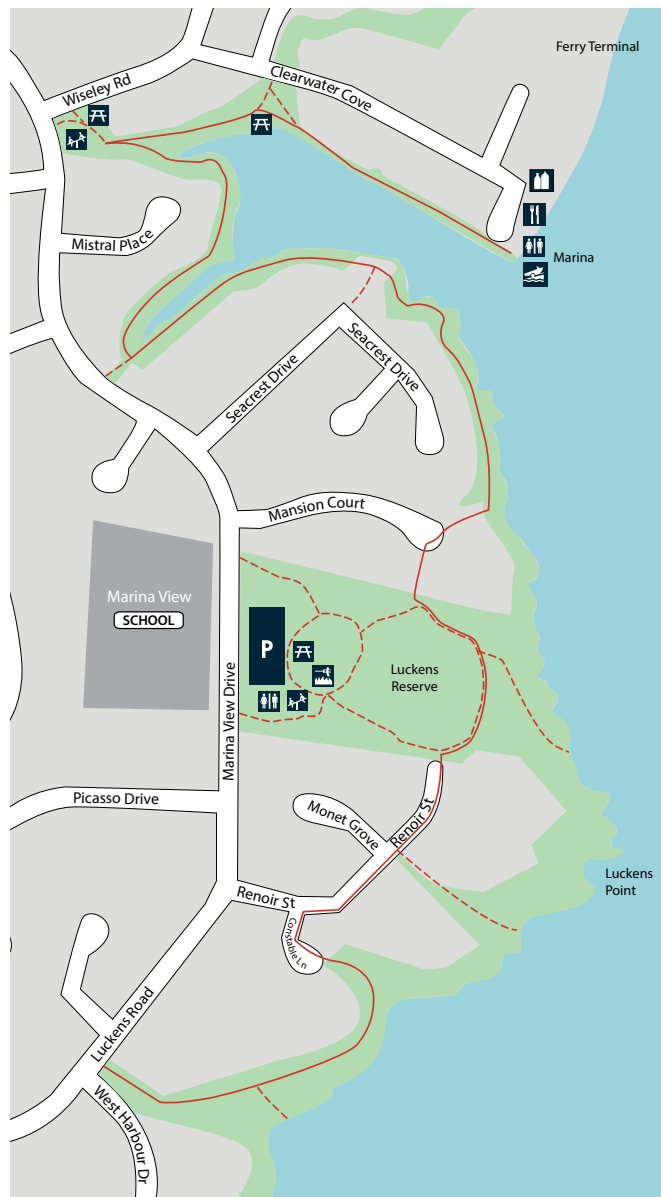 Ferry Terminal
Wiseley Rd
Clearwater Cove
Mistral Place
Marina
Seacrest Drive
Seacrest Drive
Mansion Court
Marina View
SCHOOL
P
Luckens
Reserve
Marina View Drive
Picasso Drive
Monet Grove
Renoir St
Luckens
Point
Renoir St
Constable Ln
Luckens Road
West Harbour Dr